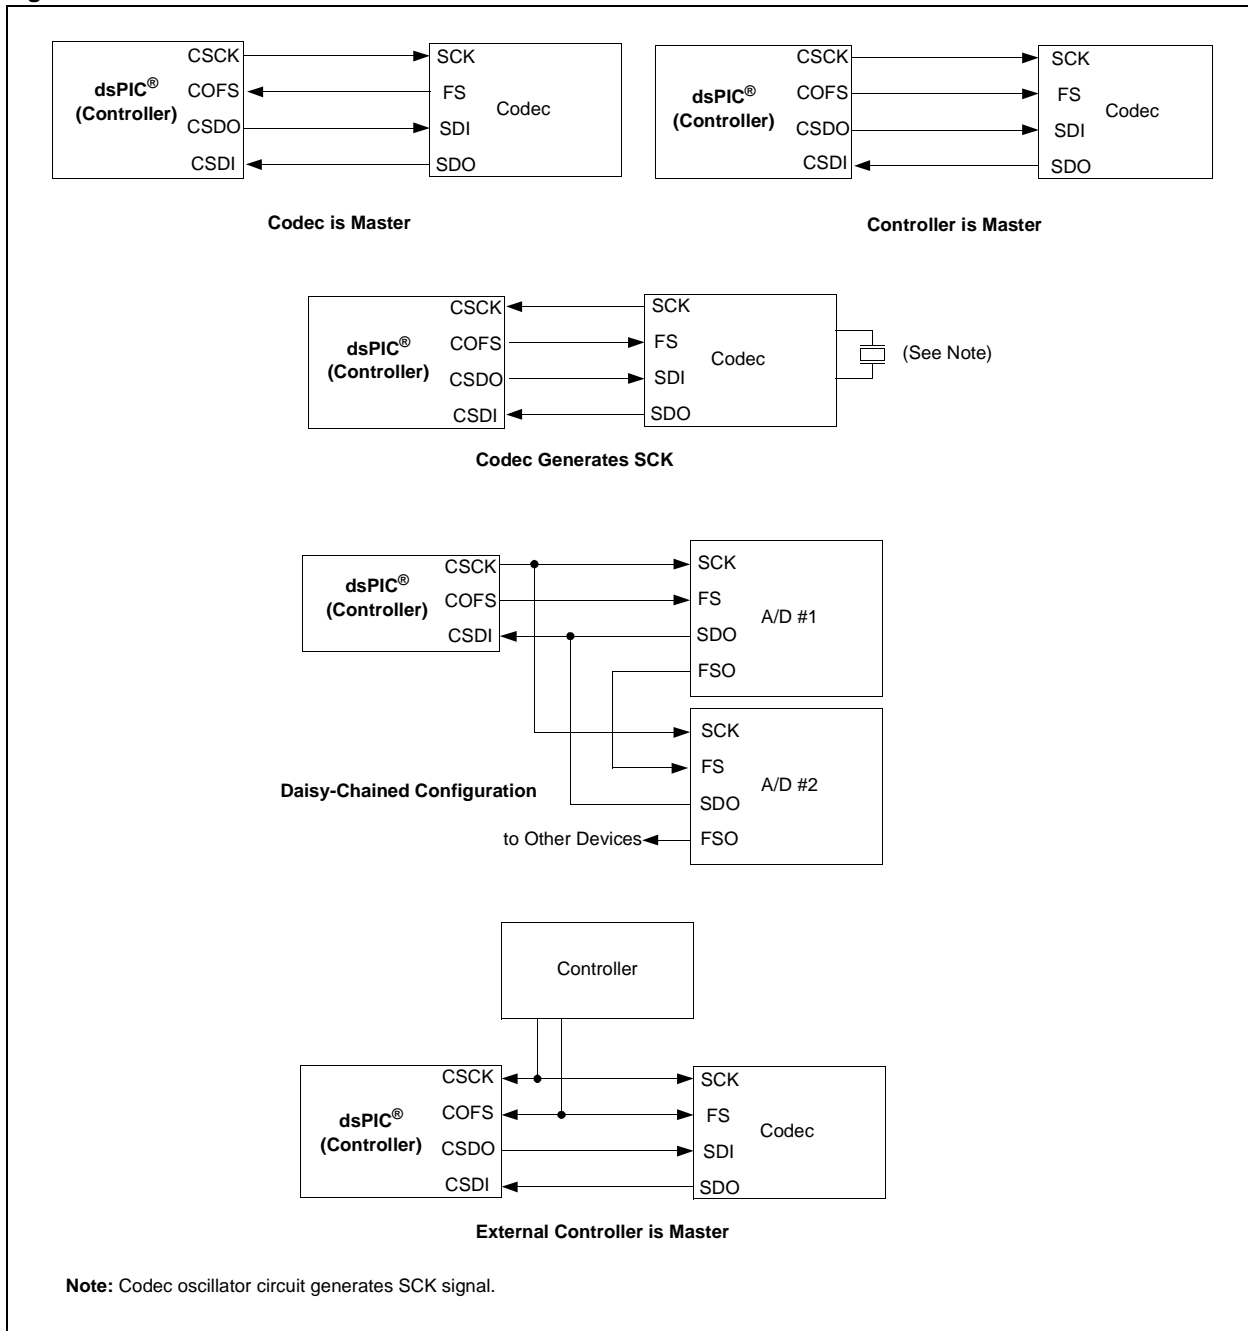 CSCK
COFS
CSDO
CSDI
dsPIC®
(Controller)
SCK
FS
SDI
SDO
Codec
Codec is Master
CSCK
COFS
CSDO
CSDI
dsPIC®
(Controller)
SCK
FS
SDI
SDO
Codec
Controller is Master
CSCK
COFS
CSDO
CSDI
dsPIC®
(Controller)
SCK
FS
SDI
SDO
Codec
(See Note)
Codec Generates SCK
CSCK
COFS
CSDI
dsPIC®
(Controller)
SCK
FS
SDO
FSO
A/D #1
SCK
FS
SDO
FSO
A/D #2
Daisy-Chained Configuration
to Other Devices
Controller
CSCK
COFS
CSDO
CSDI
dsPIC®
(Controller)
SCK
FS
SDI
SDO
Codec
External Controller is Master
Note: Codec oscillator circuit generates SCK signal.